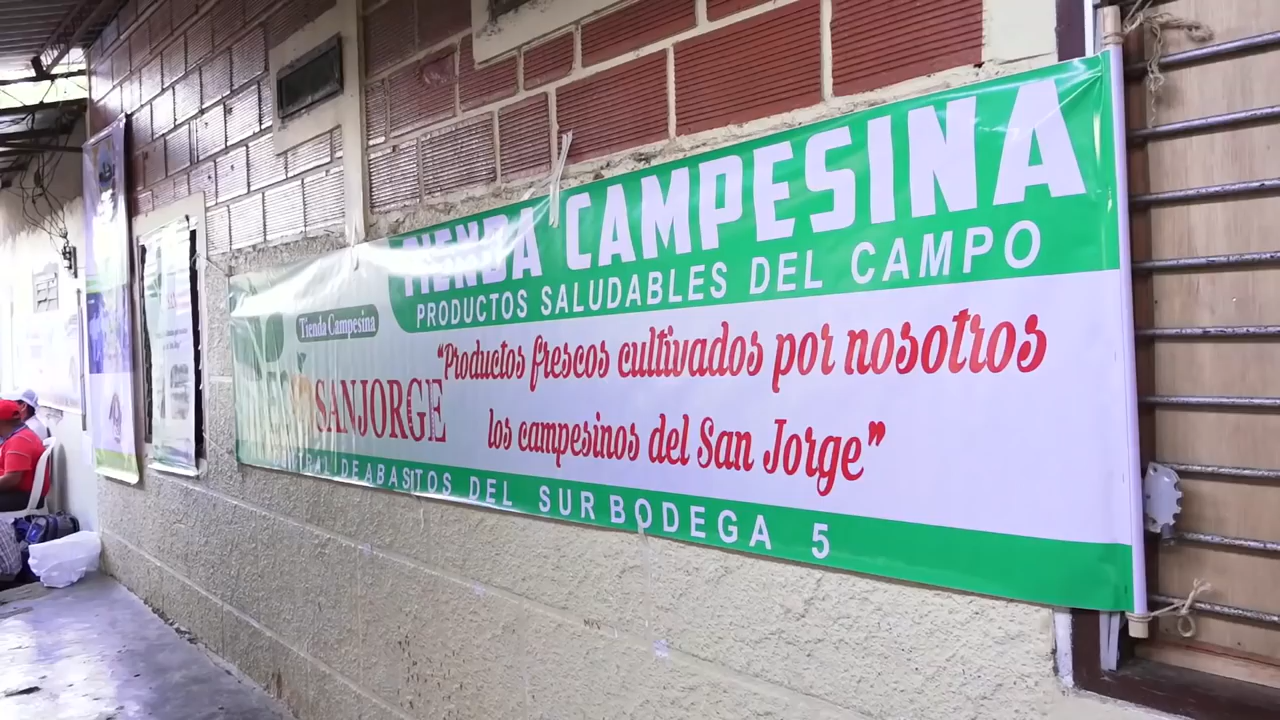 TIENDA CAMPESINA
PRODUCTOS SALUDABLES DEL CAMPO
Tienda Campesina
“Productos frescos cultivados por nosotros
SANJORGE
los campesinos del San Jorge”
CENTRAL DE ABASTOS DEL SUR BODEGA 5